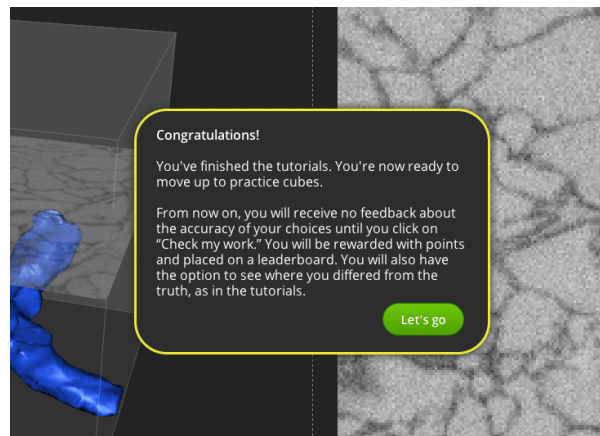 Congratulations!
You've finished the tutorials. You're now ready to
move up to practice cubes.
From now on, you will receive no feedback about
the accuracy of your choices until you click on
“Check my work.” You will be rewarded with points
and placed on a leaderboard. You will also have
the option to see where you differed from the
truth, as in the tutorials.
Let's go